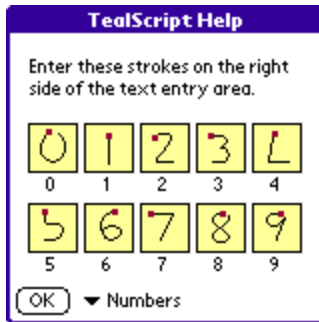 TealScript Help
Enter these strokes on the right
side of the text entry area.
0 1 2 3 4
5 6 7 8 9
OK Numbers